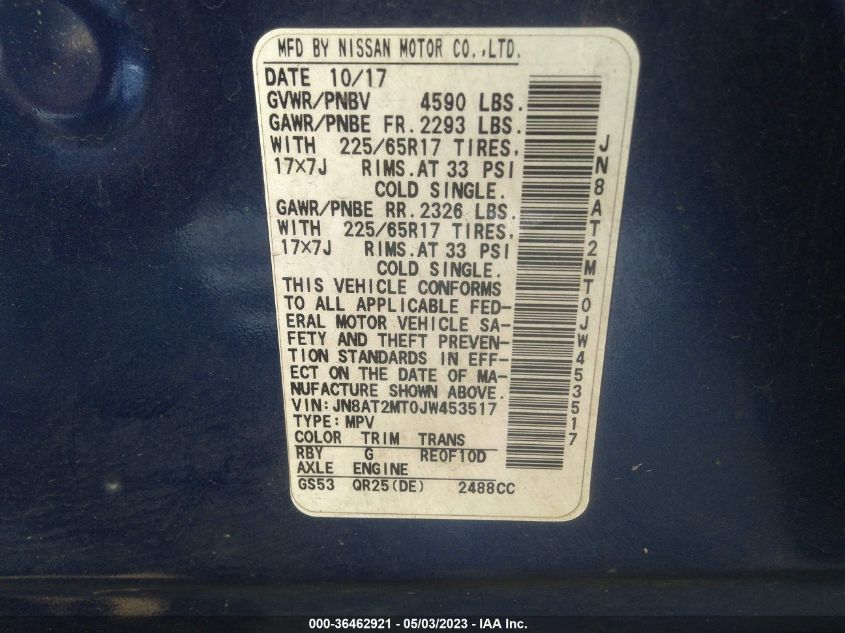 MFD BY NISSAN MOTOR CO.,LTD.
DATE 10/17
GVWR/PNBV 4590 LBS.
GAWR/PNBE FR. 2293 LBS.
WITH 225/65R17 TIRES,
17×7J RIMS. AT 33 PSI
COLD SINGLE.
GAWR/PNBE RR. 2326 LBS.
WITH 225/65R17 TIRES,
17×7J RIMS. AT 33 PSI
COLD SINGLE.
THIS VEHICLE CONFORMS
TO ALL APPLICABLE FED-
ERAL MOTOR VEHICLE SA-
FETY AND THEFT PREVEN-
TION STANDARDS IN EFF-
ECT ON THE DATE OF MA-
NUFACTURE SHOWN ABOVE.
VIN: JN8AT2MT0JW453517
TYPE: MPV
COLOR TRIM TRANS
RBY G RE0F10D
AXLE ENGINE
GS53 QR25(DE) 2488CC
JN8AT2MT0JW453517
000-36462921 - 05/03/2023 - IAA Inc.